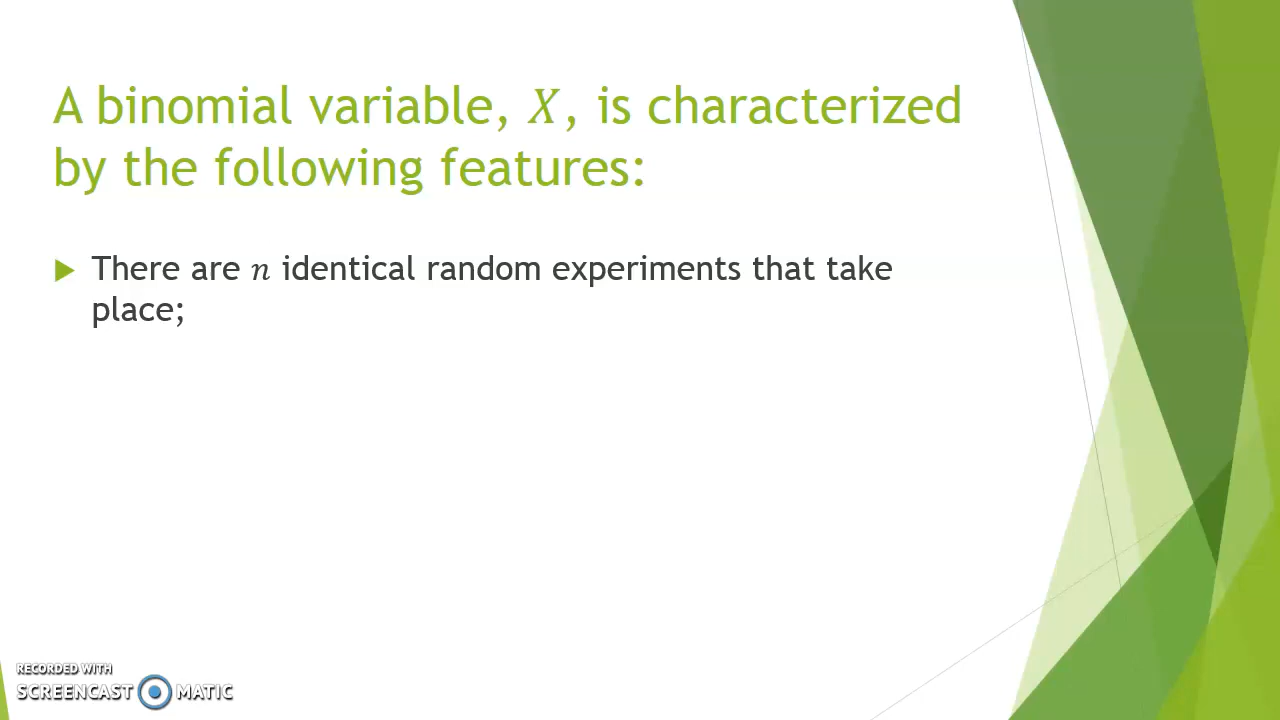 A binomial variable, X, is characterized
by the following features:
There are n identical random experiments that take
place;
RECORDED WITH
SCREENCAST MATIC